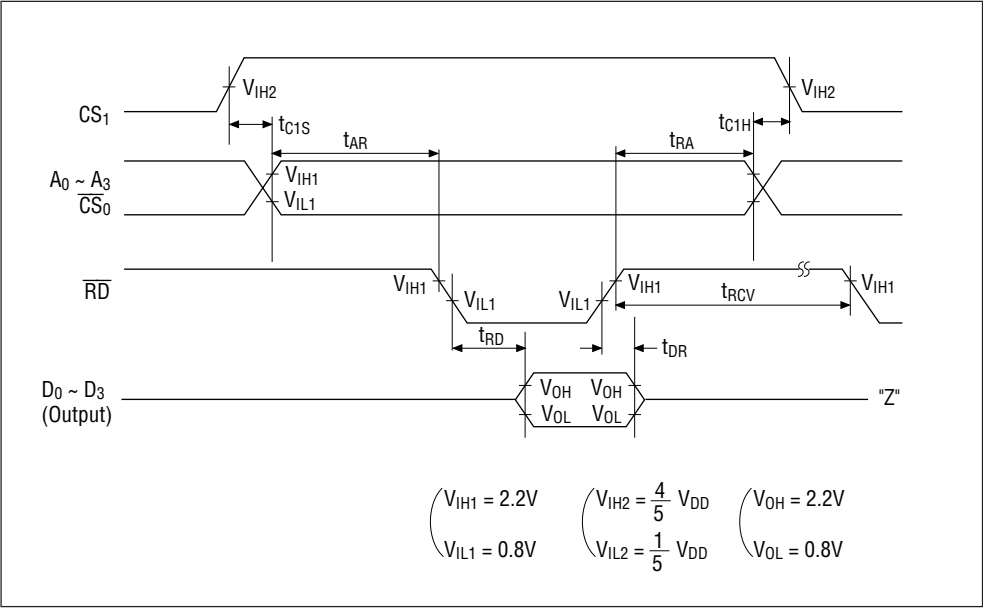 CS1
VIH2
VIH2
tC1S
tC1H
tAR
tRA
A0 ~ A3
CS0
VIH1
VIL1
RD
VIH1
VIL1
VIL1
VIH1
tRCV
VIH1
tRD
tDR
D0 ~ D3
(Output)
VOH VOH
VOL VOL
"Z"
VIH1 = 2.2V
VIL1 = 0.8V
VIH2 = 4/5 VDD
VIL2 = 1/5 VDD
VOH = 2.2V
VOL = 0.8V